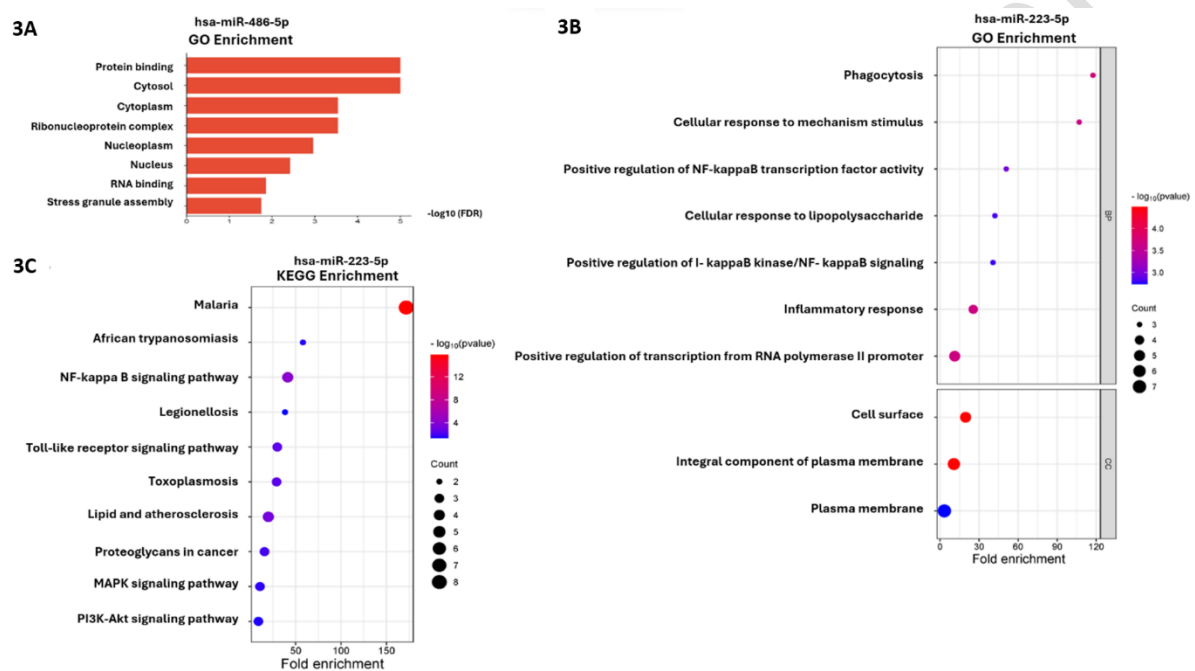 3A
hsa-miR-486-5p
GO Enrichment
Protein binding
Cytosol
Cytoplasm
Ribonucleoprotein complex
Nucleoplasm
Nucleus
RNA binding
Stress granule assembly
0 1 2 3 4 5
-log10 (FDR)
3B
hsa-miR-223-5p
GO Enrichment
Phagocytosis
Cellular response to mechanism stimulus
Positive regulation of NF-kappaB transcription factor activity
Cellular response to lipopolysaccharide
Positive regulation of I- kappaB kinase/NF- kappaB signaling
Inflammatory response
Positive regulation of transcription from RNA polymerase II promoter
BP
Cell surface
Integral component of plasma membrane
Plasma membrane
CC
0 30 60 90 120
Fold enrichment
- log10(pvalue)
4.0
3.5
3.0
Count
3
4
5
6
7
3C
hsa-miR-223-5p
KEGG Enrichment
Malaria
African trypanosomiasis
NF-kappa B signaling pathway
Legionellosis
Toll-like receptor signaling pathway
Toxoplasmosis
Lipid and atherosclerosis
Proteoglycans in cancer
MAPK signaling pathway
PI3K-Akt signaling pathway
50 100 150
Fold enrichment
- log10(pvalue)
12
8
4
Count
2
3
4
5
6
7
8